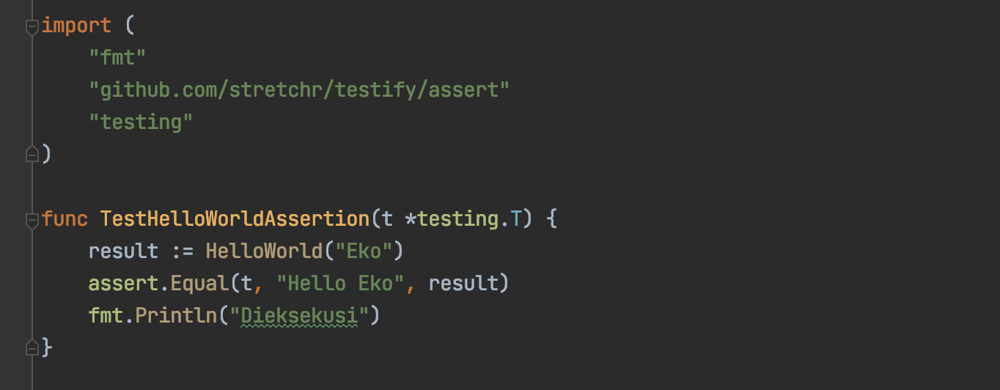 import (
    "fmt"
    "github.com/stretchr/testify/assert"
    "testing"
)
func TestHelloWorldAssertion(t *testing.T) {
    result := HelloWorld("Eko")
    assert.Equal(t, "Hello Eko", result)
    fmt.Println("Dieksekusi")
}